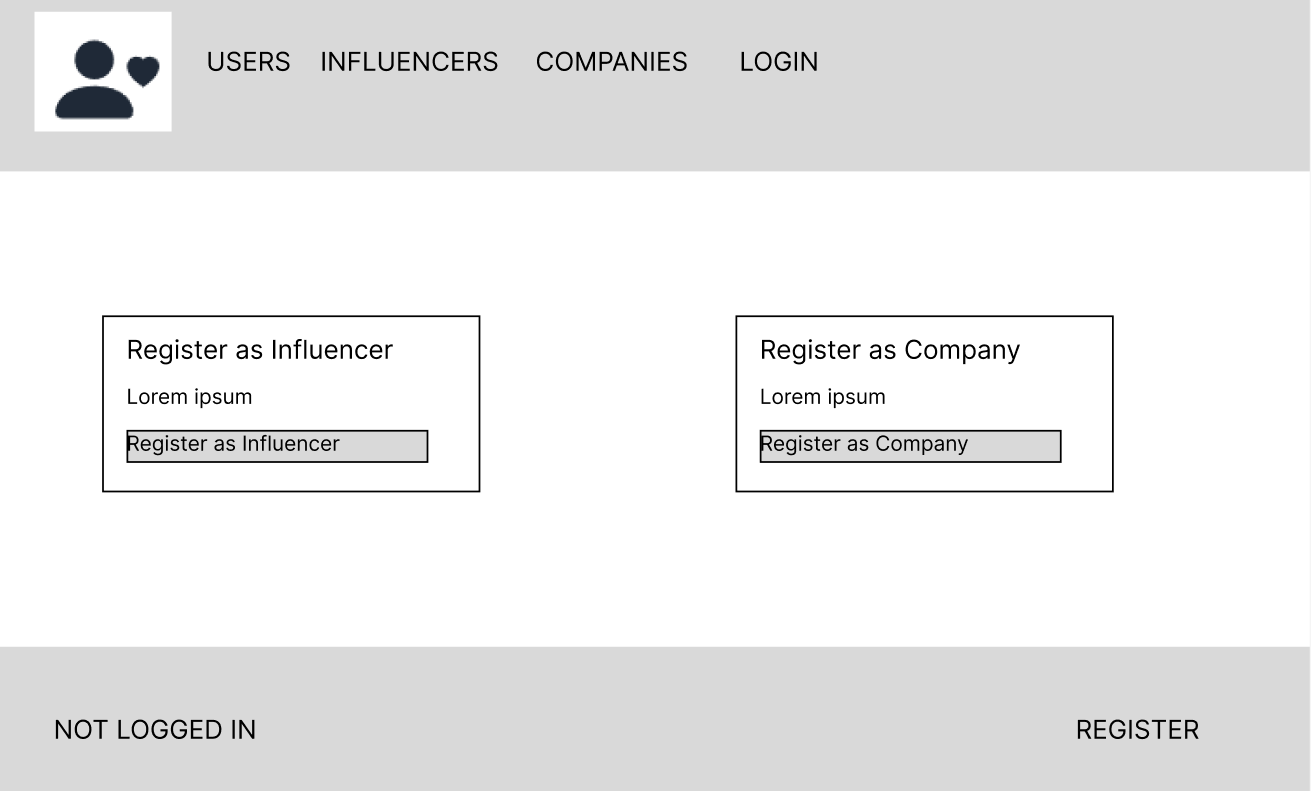 USERS INFLUENCERS COMPANIES LOGIN
Register as Influencer
Lorem ipsum
Register as Influencer
Register as Company
Lorem ipsum
Register as Company
NOT LOGGED IN
REGISTER